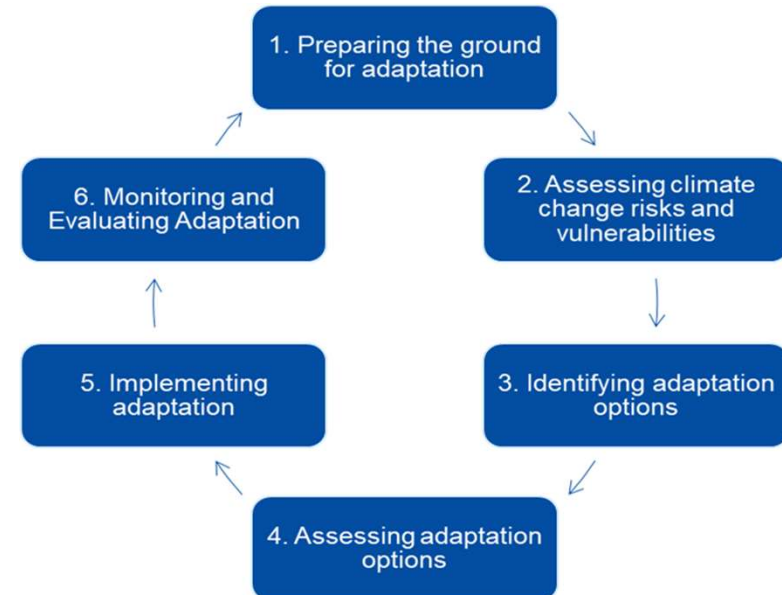 1. Preparing the ground
for adaptation
2. Assessing climate
change risks and
vulnerabilities
3. Identifying adaptation
options
4. Assessing adaptation
options
5. Implementing
adaptation
6. Monitoring and
Evaluating Adaptation